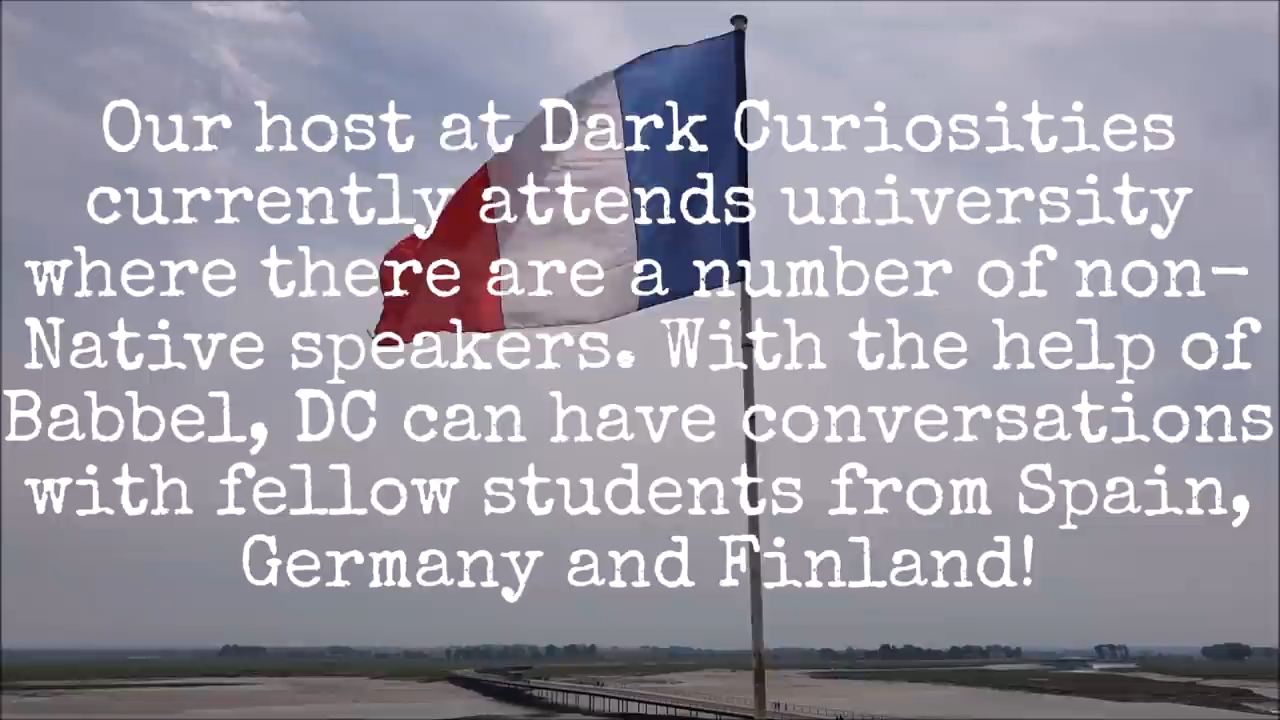 Our host at Dark Curiosities
currently attends university
where there are a number of non-
Native speakers. With the help of
Babbel, DC can have conversations
with fellow students from Spain,
Germany and Finland!